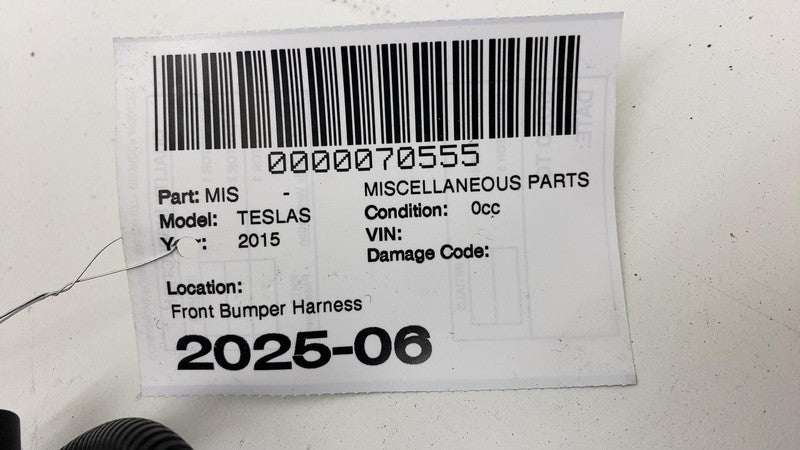 0000070555
Part: MIS - MISCELLANEOUS PARTS
Model: TESLAS Condition: 0cc
Year: 2015 VIN:
Damage Code:
Location:
Front Bumper Harness
2025-06